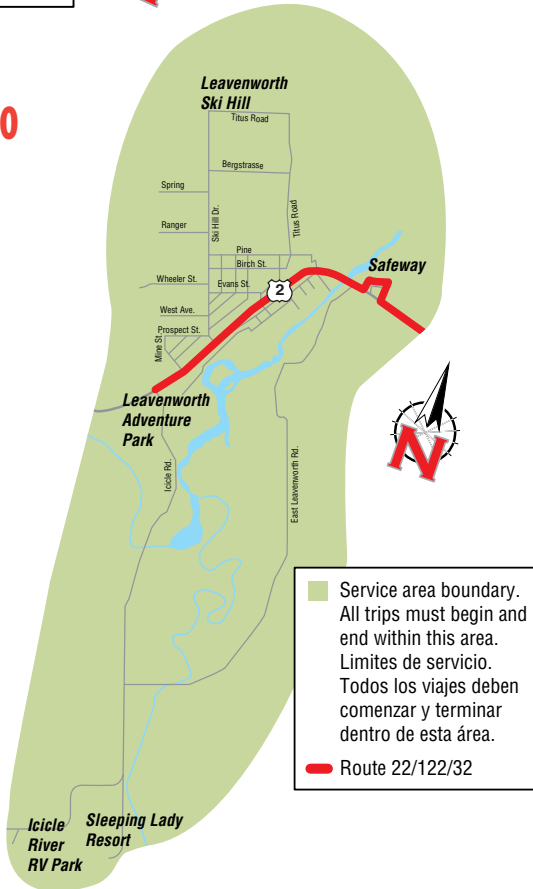 0
Leavenworth
Ski Hill
Titus Road
Bergstrasse
Spring
Ski Hill Dr.
Titus Road
Ranger
Pine
Birch St.
Safeway
Wheeler St.
Evans St.
2
West Ave.
Prospect St.
Mine St.
Leavenworth
Adventure
Park
N
Icicle Rd.
East Leavenworth Rd.
Service area boundary.
All trips must begin and
end within this area.
Limites de servicio.
Todos los viajes deben
comenzar y terminar
dentro de esta área.
Route 22/122/32
Icicle
River
RV Park
Sleeping Lady
Resort